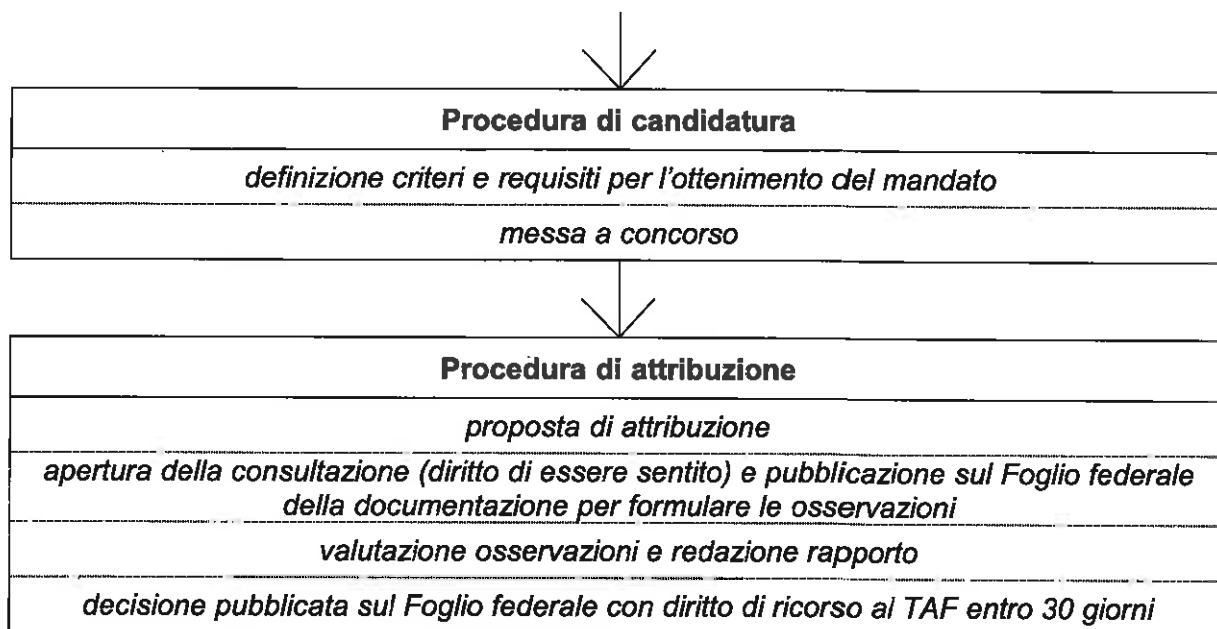 Procedura di candidatura
definizione criteri e requisiti per l'ottenimento del mandato
messa a concorso
Procedura di attribuzione
proposta di attribuzione
apertura della consultazione (diritto di essere sentito) e pubblicazione sul Foglio federale
della documentazione per formulare le osservazioni
valutazione osservazioni e redazione rapporto
decisione pubblicata sul Foglio federale con diritto di ricorso al TAF entro 30 giorni